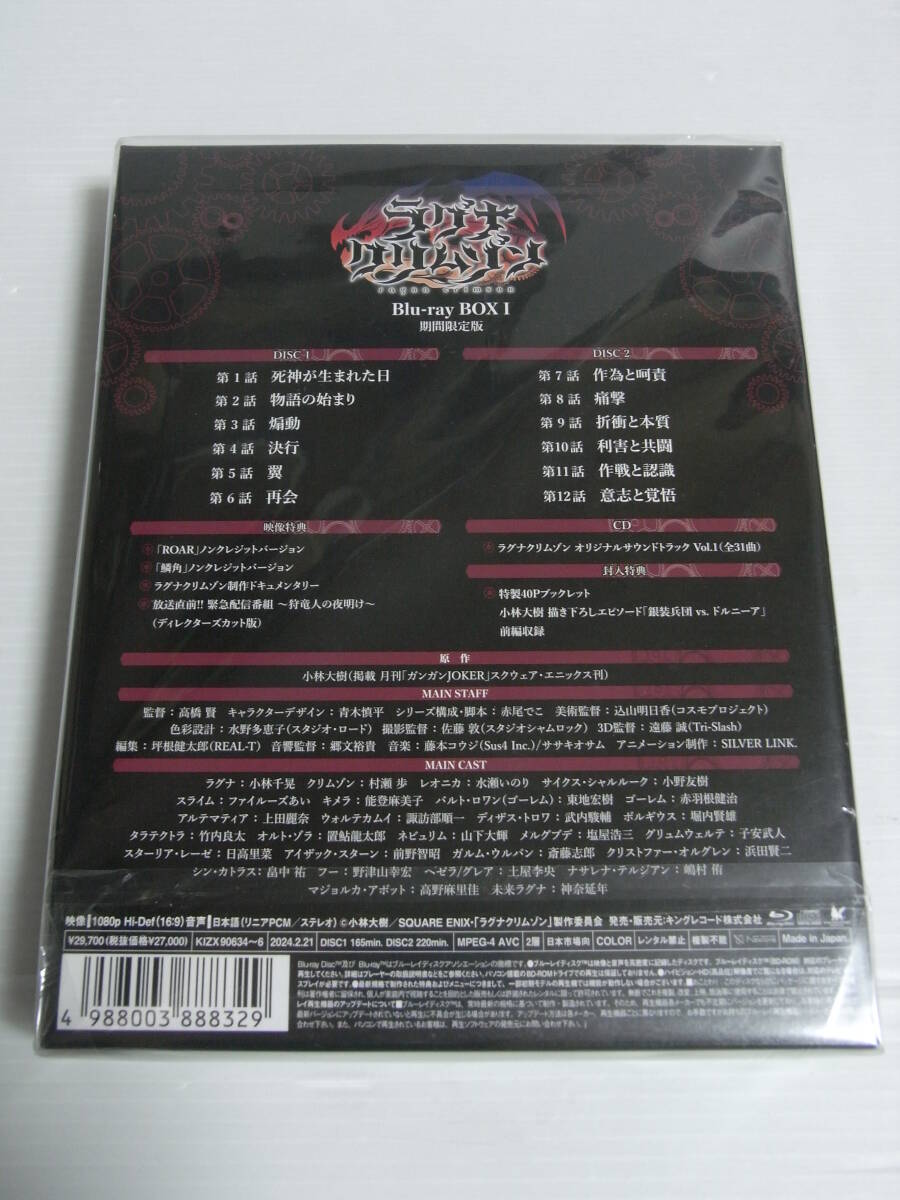 ラグナ
クリムゾン
ragna crimson
Blu-ray BOX I
期間限定版
DISC-1
第1話 死神が生まれた日
第2話 物語の始まり
第3話 煽動
第4話 決行
第5話 翼
第6話 再会
DISC-2
第7話 作為と呵責
第8話 痛撃
第9話 折衝と本質
第10話 利害と共闘
第11話 作戦と認識
第12話 意志と覚悟
映像特典
「ROAR」ノンクレジットバージョン
「鱗角」ノンクレジットバージョン
ラグナクリムゾン制作ドキュメンタリー
放送直前!! 緊急配信番組 〜狩竜人の夜明け〜
(ディレクターズカット版)
CD
ラグナクリムゾン オリジナルサウンドトラック Vol.1(全31曲)
封入特典
特製40Pブックレット
小林大樹 描き下ろしエピソード「銀装兵団 vs. ドルニーア」
前編収録
原作
小林大樹(掲載 月刊「ガンガンJOKER」スクウェア・エニックス刊)
MAIN STAFF
監督:高橋 賢 キャラクターデザイン:青木慎平 シリーズ構成・脚本:赤尾でこ 美術監督:込山明日香(コスモプロジェクト)
色彩設計:水野多恵子(スタジオ・ロード) 撮影監督:佐藤 敦(スタジオシャムロック) 3D監督:遠藤 誠(Tri-Slash)
編集:坪根健太郎(REAL-T) 音響監督:郷文裕貴 音楽:藤本コウジ(Sus4 Inc.)/ササキオサム アニメーション制作:SILVER LINK.
MAIN CAST
ラグナ:小林千晃 クリムゾン:村瀬 歩 レオニカ:水瀬いのり サイクス・シャルルーク:小野友樹
スライム:ファイルーズあい キメラ:能登麻美子 バルト・ロワン(ゴーレム):東地宏樹 ゴーレム:赤羽根健治
アルテマティア:上田麗奈 ウォルテカムイ:諏訪部順一 ディザス・トロワ:武内駿輔 ボルギウス:堀内賢雄
タラテクトラ:竹内良太 オルト・ゾラ:置鮎龍太郎 ネビュリム:山下大輝 メルグブデ:塩屋浩三 グリュムウェルテ:子安武人
スターリア・レーゼ:日高里菜 アイザック・スターン:前野智昭 ガルム・ウルバン:斎藤志郎 クリストファー・オルグレン:浜田賢二
シン・カトラス:畠中 祐 フー:野津山幸宏 ヘゼラ/グレア:土屋李央 ナサレナ・テルジアン:嶋村 侑
マジョルカ・アボット:高野麻里佳 未来ラグナ:神奈延年
映像 1080p Hi-Def(16:9) 音声 日本語(リニアPCM/ステレオ) ©小林大樹/SQUARE ENIX・「ラグナクリムゾン」製作委員会 発売・販売元:キングレコード株式会社
¥29,700(税抜価格¥27,000) KIZX 90634〜6 2024.2.21 DISC1 165min. DISC2 220min. MPEG-4 AVC 2層 日本市場向 COLOR レンタル禁止 複製不能 Made in Japan.
4 988003 888329